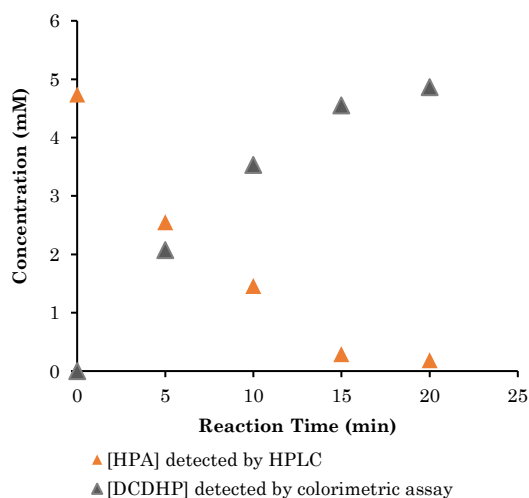 6
5
4
3
2
1
0
Concentration (mM)
0 5 10 15 20 25
Reaction Time (min)
[HPA] detected by HPLC
[DCDHP] detected by colorimetric assay